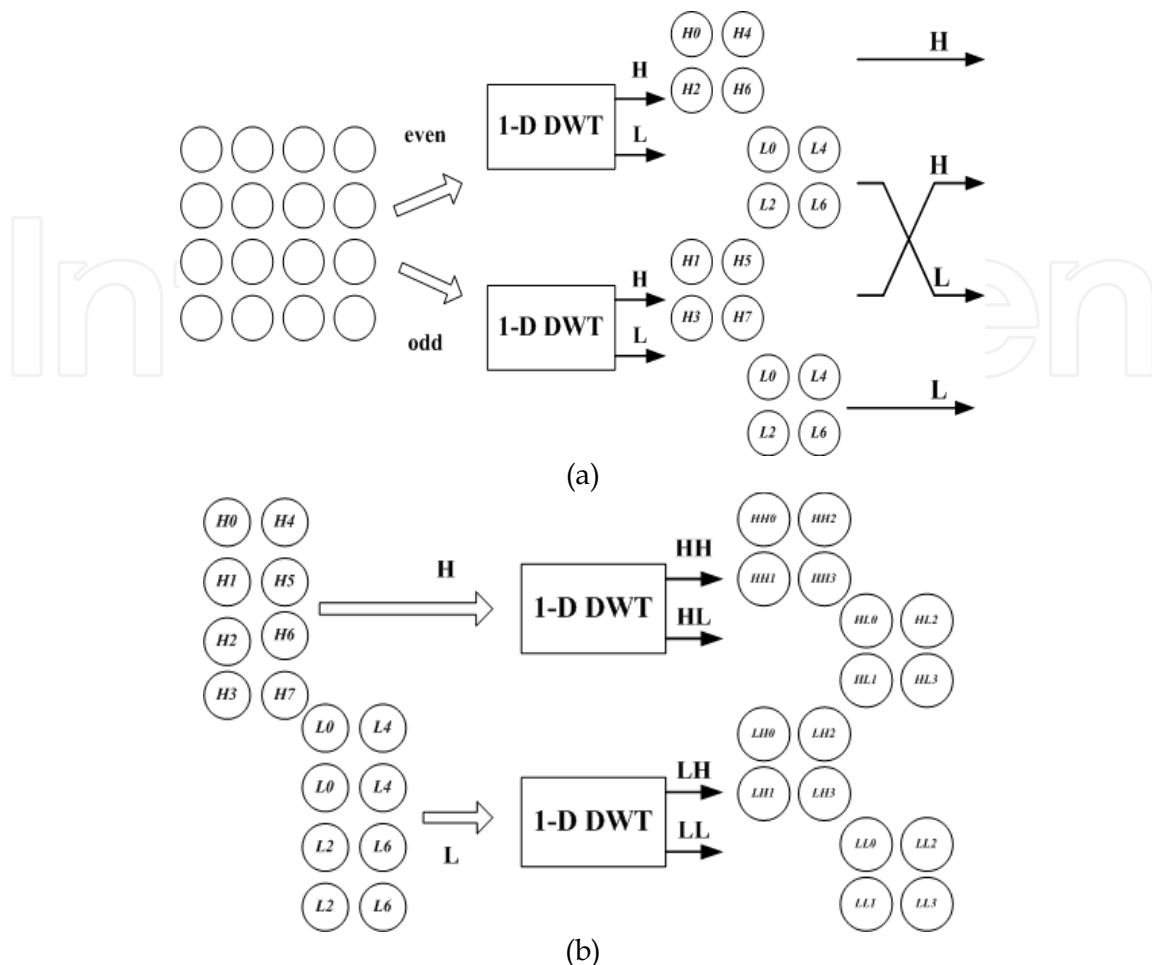 H0 H4
H
H
H2 H6
1-D DWT
even
L
L0 L4
H
L2 L6
H1 H5
H
L
H3 H7
1-D DWT
odd
L
L0 L4
L
L2 L6
(a)
H0 H4
HH0 HH2
HH
H
H1 H5
HH1 HH3
1-D DWT
HL
H2 H6
HL0 HL2
H3 H7
HL1 HL3
L0 L4
LH0 LH2
LH
L0 L4
LH1 LH3
1-D DWT
LL
L2 L6
L
LL0 LL2
L2 L6
LL1 LL3
(b)